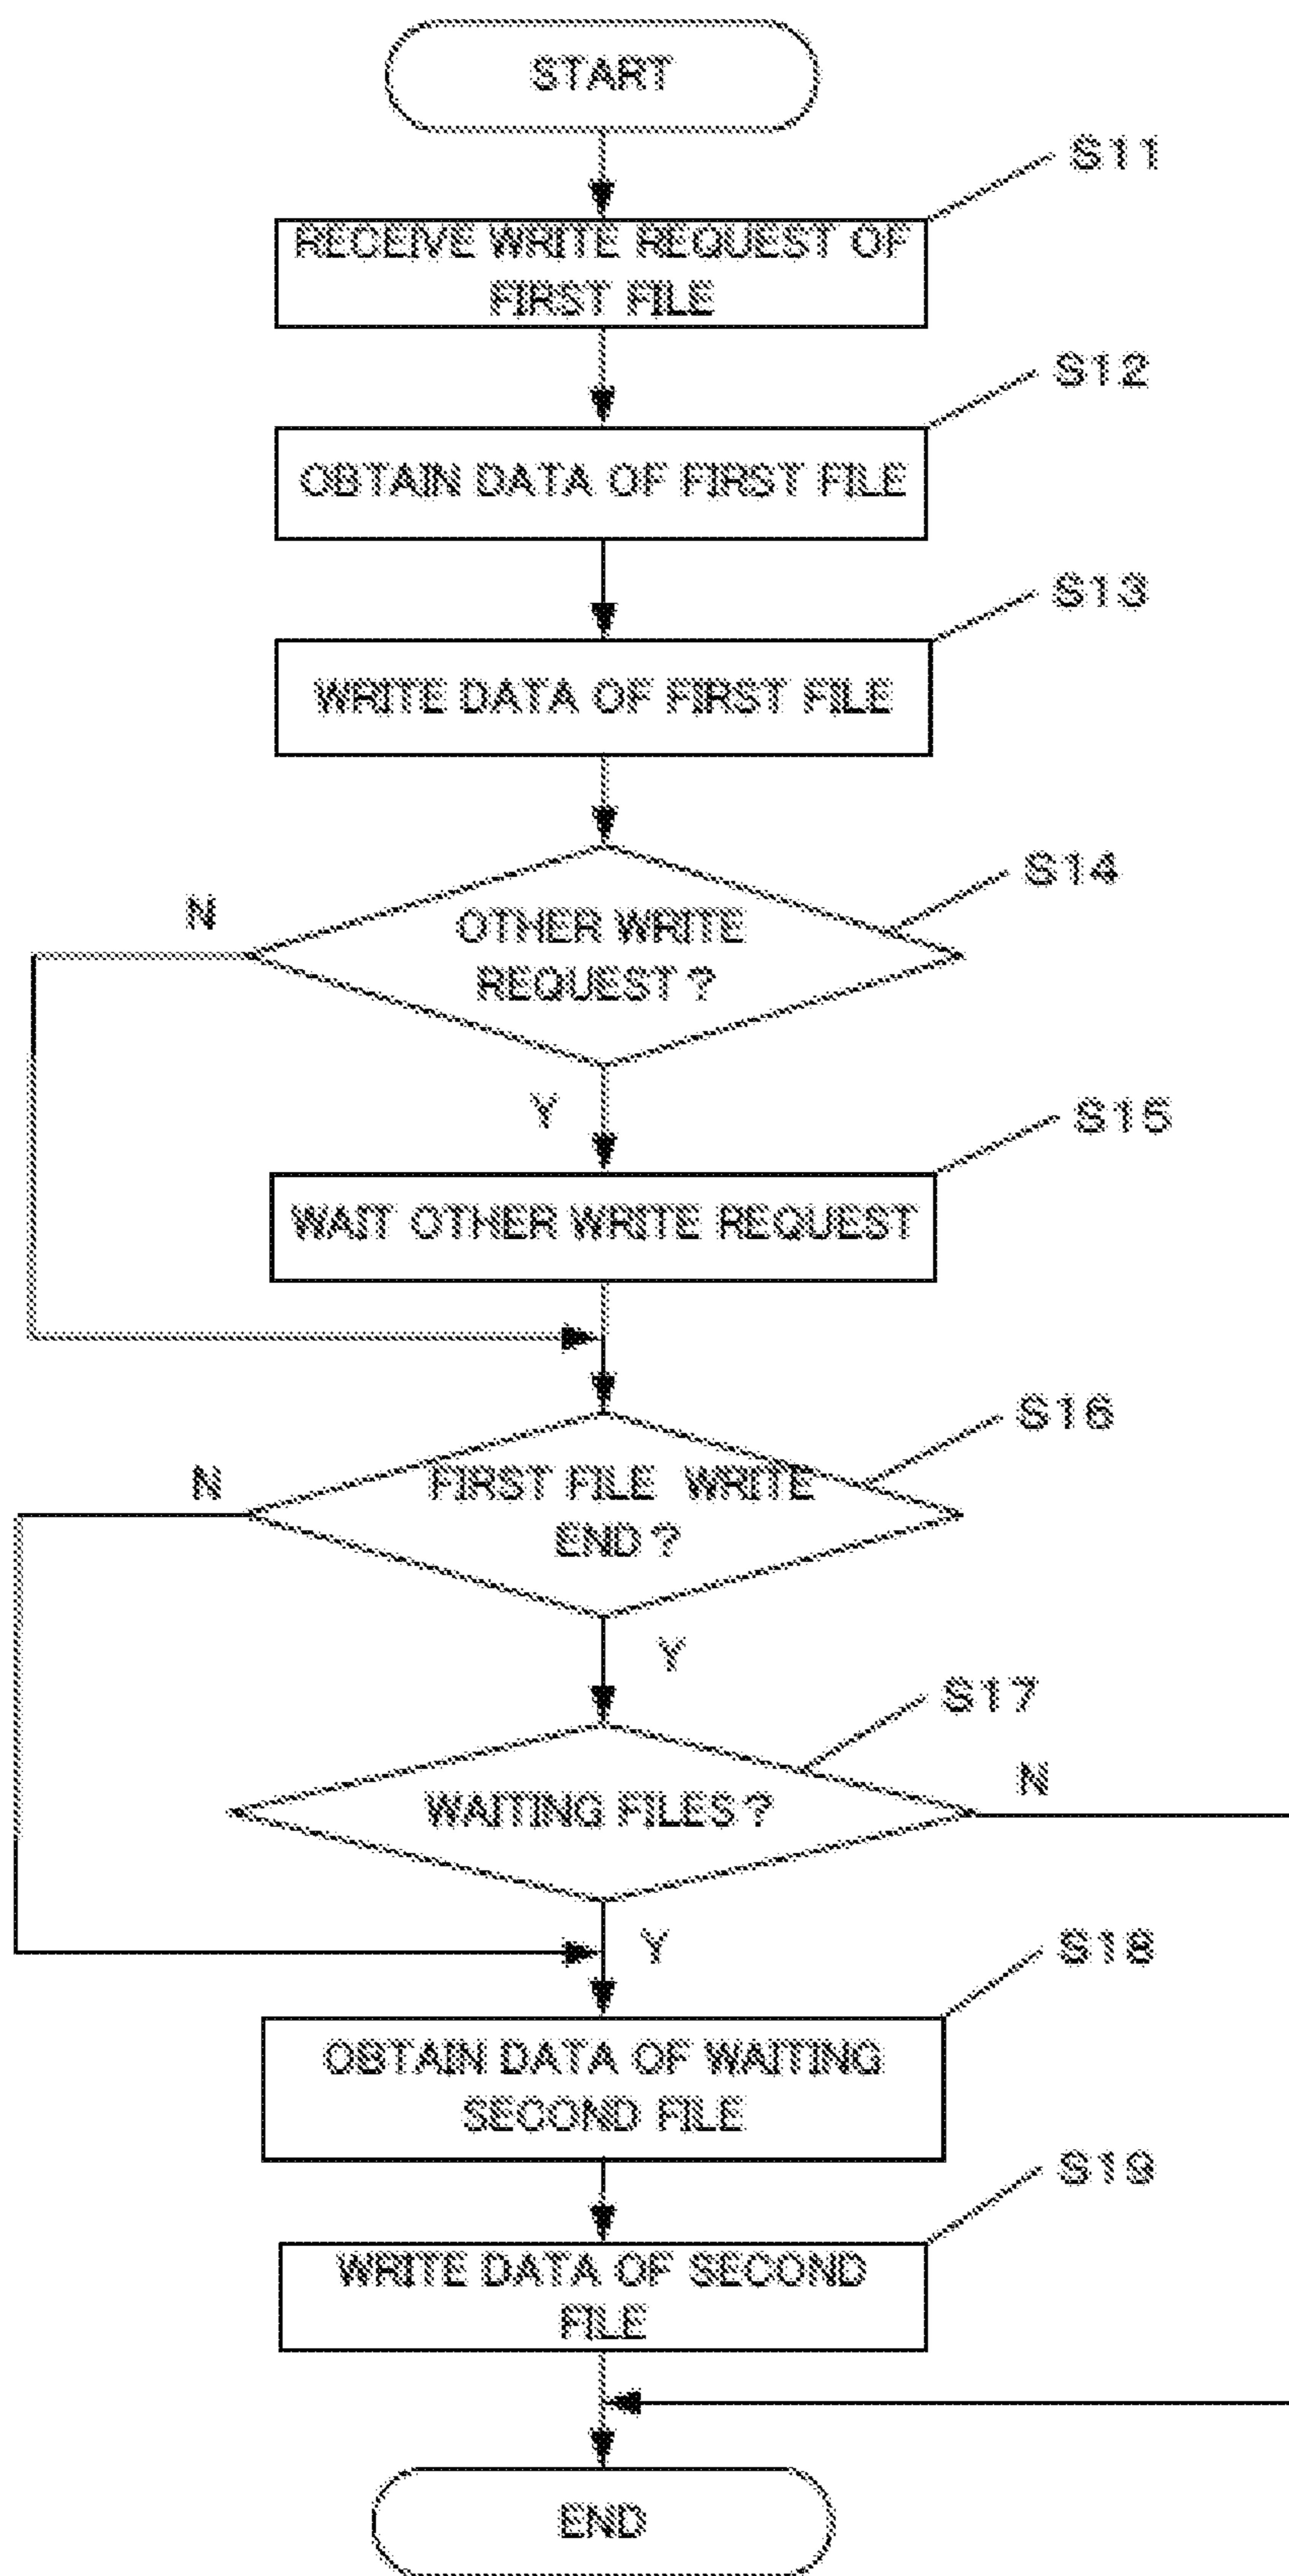 START
S11
RECEIVE WRITE REQUEST OF
FIRST FILE
S12
OBTAIN DATA OF FIRST FILE
S13
WRITE DATA OF FIRST FILE
S14
N
OTHER WRITE
REQUEST?
Y
S15
WAIT OTHER WRITE REQUEST
S16
N
FIRST FILE WRITE
END?
Y
S17
N
WAITING FILES?
Y
S18
OBTAIN DATA OF WAITING
SECOND FILE
S19
WRITE DATA OF SECOND
FILE
END